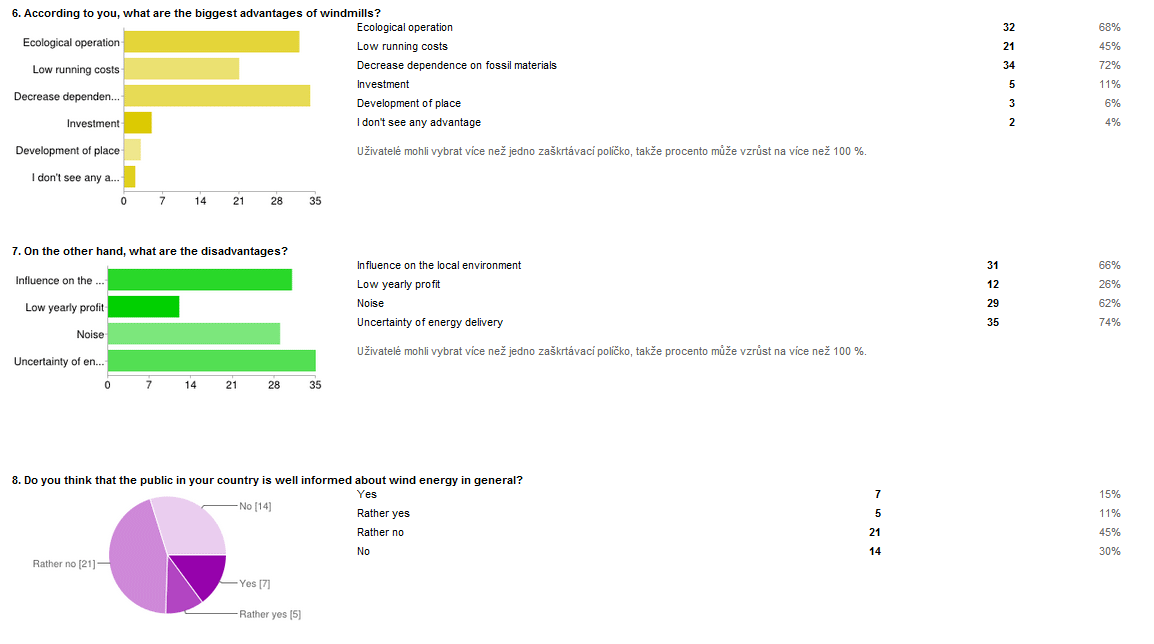 6. According to you, what are the biggest advantages of windmills?
Ecological operation
Low running costs
Decrease dependen...
Investment
Development of place
I don't see any a...
0 7 14 21 28 35
Ecological operation 32 68%
Low running costs 21 45%
Decrease dependence on fossil materials 34 72%
Investment 5 11%
Development of place 3 6%
I don't see any advantage 2 4%
Uživatelé mohli vybrat více než jedno zaškrtávací políčko, takže procento může vzrůst na více než 100 %.
7. On the other hand, what are the disadvantages?
Influence on the ...
Low yearly profit
Noise
Uncertainty of en...
0 7 14 21 28 35
Influence on the local environment 31 66%
Low yearly profit 12 26%
Noise 29 62%
Uncertainty of energy delivery 35 74%
Uživatelé mohli vybrat více než jedno zaškrtávací políčko, takže procento může vzrůst na více než 100 %.
8. Do you think that the public in your country is well informed about wind energy in general?
No [14]
Rather no [21]
Yes [7]
Rather yes [5]
Yes 7 15%
Rather yes 5 11%
Rather no 21 45%
No 14 30%